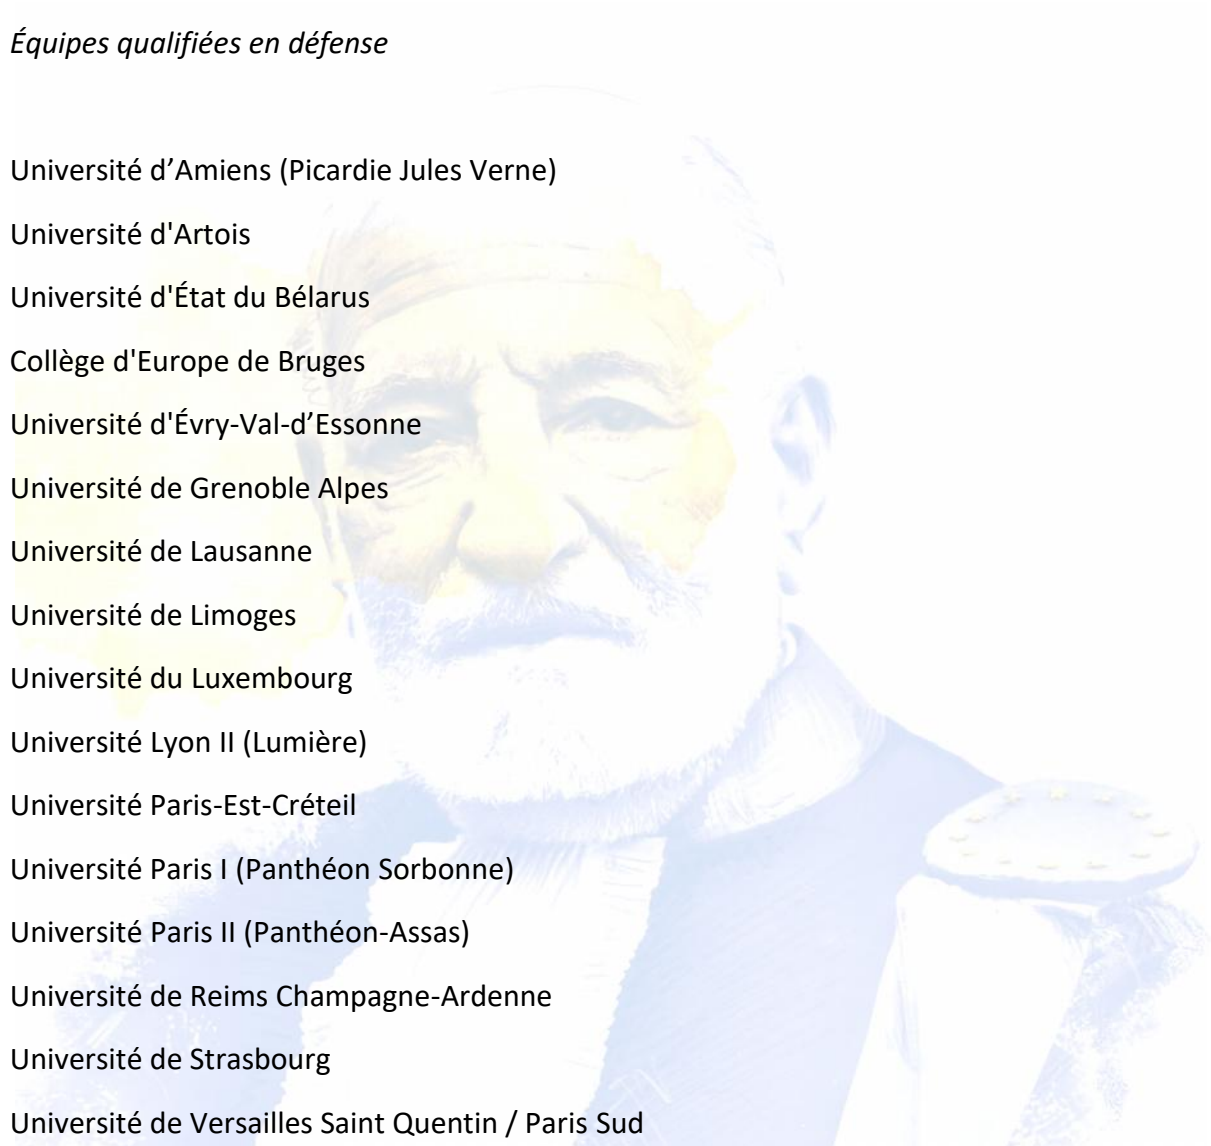 Équipes qualifiées en défense
Université d’Amiens (Picardie Jules Verne)
Université d'Artois
Université d'État du Bélarus
Collège d'Europe de Bruges
Université d'Évry-Val-d’Essonne
Université de Grenoble Alpes
Université de Lausanne
Université de Limoges
Université du Luxembourg
Université Lyon II (Lumière)
Université Paris-Est-Créteil
Université Paris I (Panthéon Sorbonne)
Université Paris II (Panthéon-Assas)
Université de Reims Champagne-Ardenne
Université de Strasbourg
Université de Versailles Saint Quentin / Paris Sud